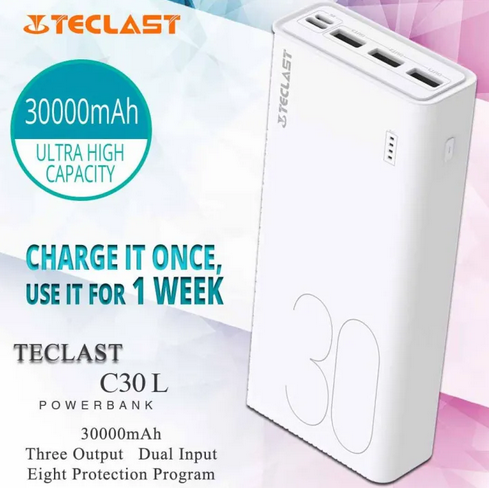 TECLAST
30000mAh
ULTRA HIGH
CAPACITY
TECLAST
CHARGE IT ONCE,
USE IT FOR 1 WEEK
30
TECLAST
C30 L
POWERBANK
30000mAh
Three Output Dual Input
Eight Protection Program